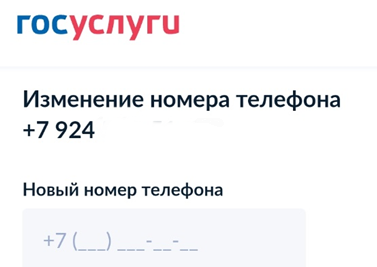 госуслуги
Изменение номера телефона
+7 924
Новый номер телефона
+7 (___) ___-__-__